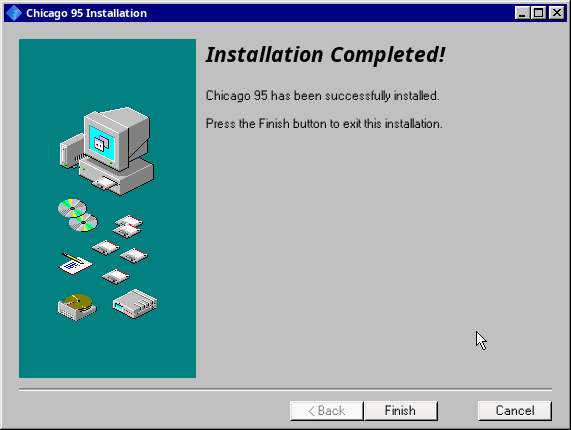 Chicago 95 Installation
Installation Completed!
Chicago 95 has been successfully installed.
Press the Finish button to exit this installation.
< Back
Finish
Cancel